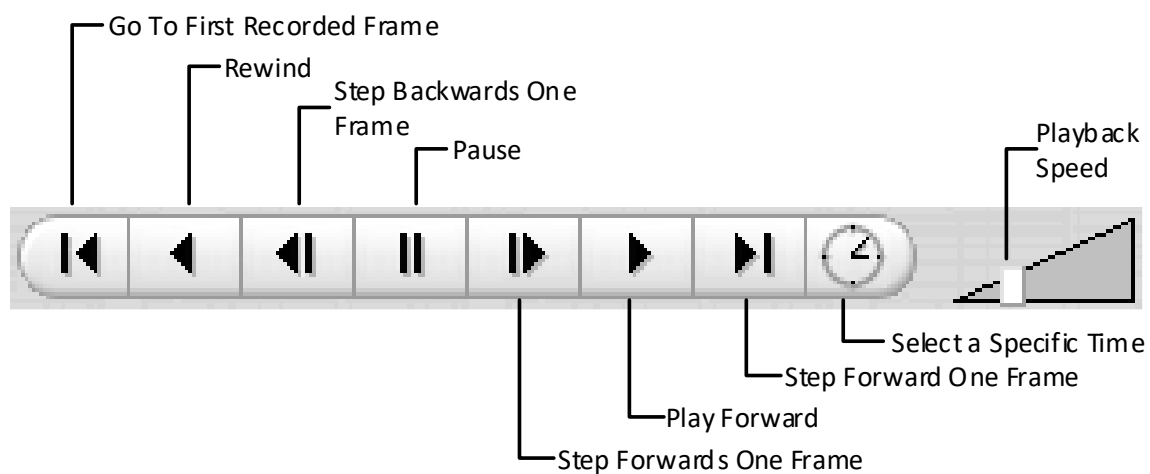 Go To First Recorded Frame
Rewind
Step Backwards One
Frame
Pause
Playback
Speed
Select a Specific Time
Step Forward One Frame
Play Forward
Step Forwards One Frame